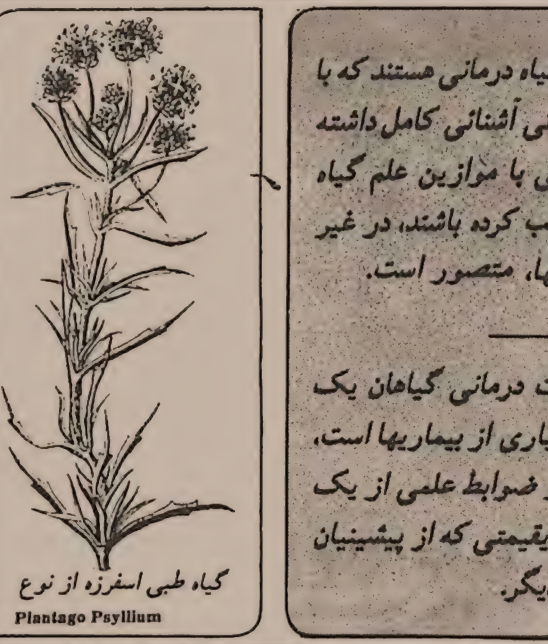 گیاه درمانی هستند که با
آشنائی کامل داشته
با موازین علم گیاه
کرده باشند، در غیر
متصور است.
درمانی گیاهان یک
از بیماریها است،
ضوابط علمی از یک
که از پیشینیان
دیگر.
گیاه طبی اسفرزه از نوع
Plantago Psyllium